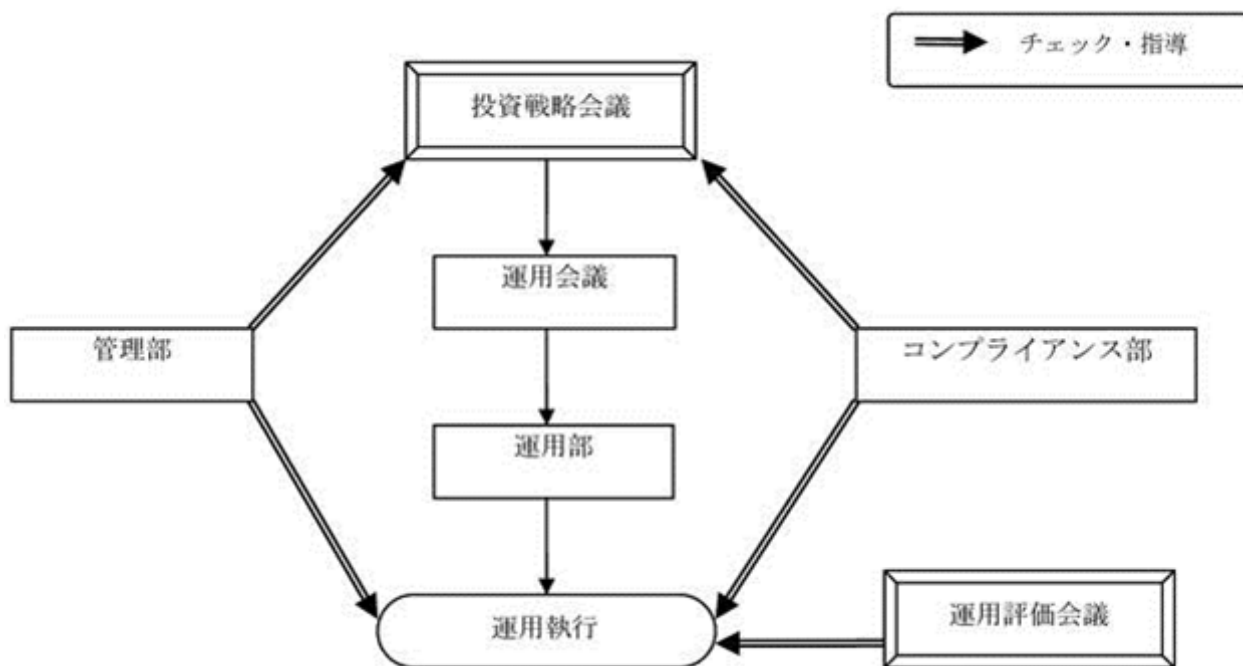 チェック・指導
投資戦略会議
運用会議
管理部
コンプライアンス部
運用部
運用執行
運用評価会議